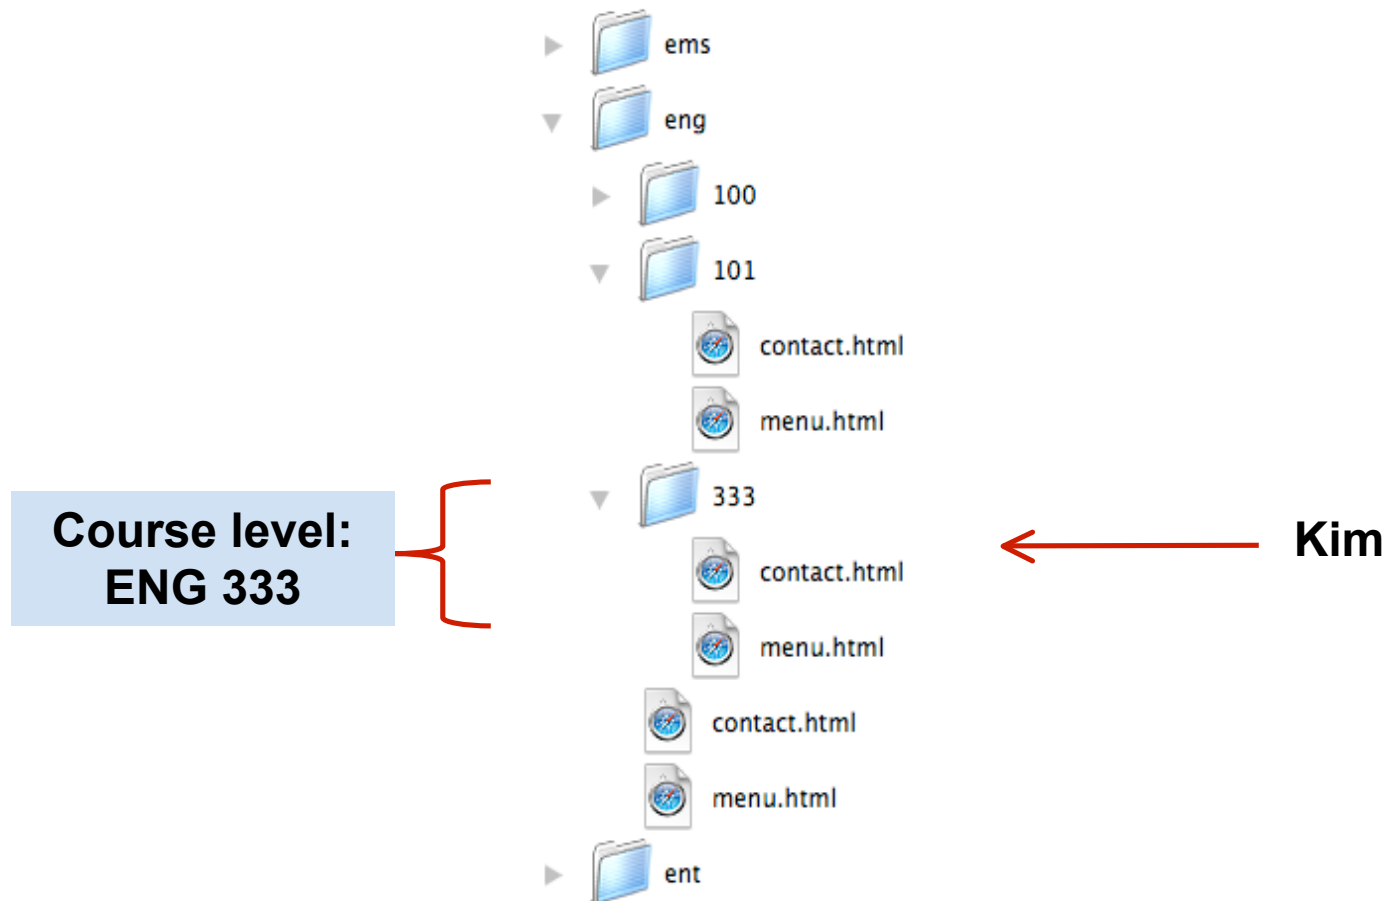 ems
eng
100
101
contact.html
menu.html
333
Course level:
ENG 333
Kim
contact.html
menu.html
contact.html
menu.html
ent